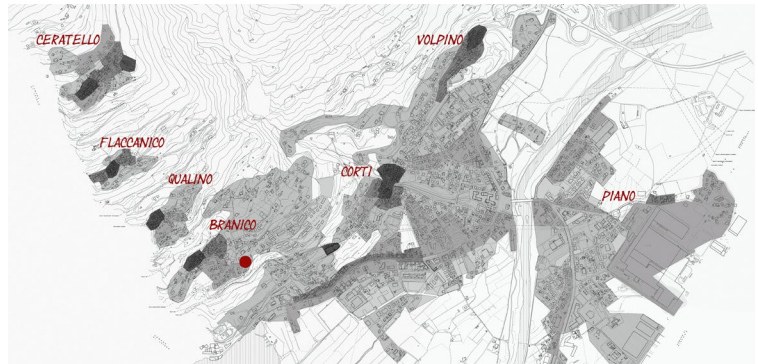 CERATELLO
VOLPINO
FLACCANICO
CORTI
QUALINO
PIANO
BRANICO